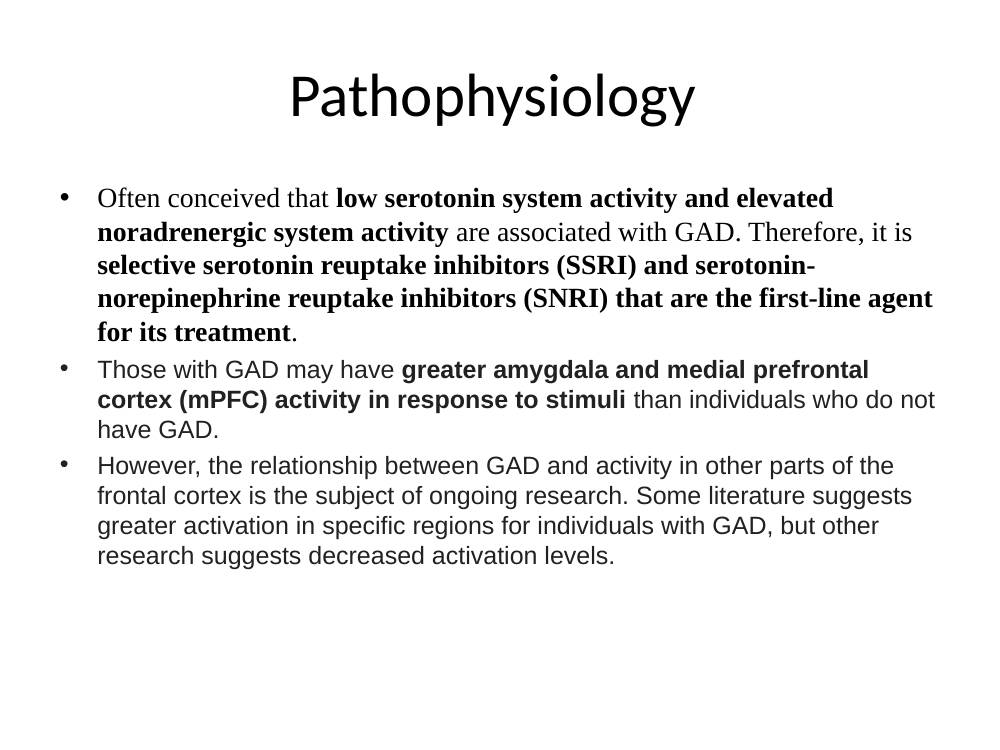 Pathophysiology
• Often conceived that low serotonin system activity and elevated
noradrenergic system activity are associated with GAD. Therefore, it is
selective serotonin reuptake inhibitors (SSRI) and serotonin-
norepinephrine reuptake inhibitors (SNRI) that are the first-line agent
for its treatment.
• Those with GAD may have greater amygdala and medial prefrontal
cortex (mPFC) activity in response to stimuli than individuals who do not
have GAD.
• However, the relationship between GAD and activity in other parts of the
frontal cortex is the subject of ongoing research. Some literature suggests
greater activation in specific regions for individuals with GAD, but other
research suggests decreased activation levels.